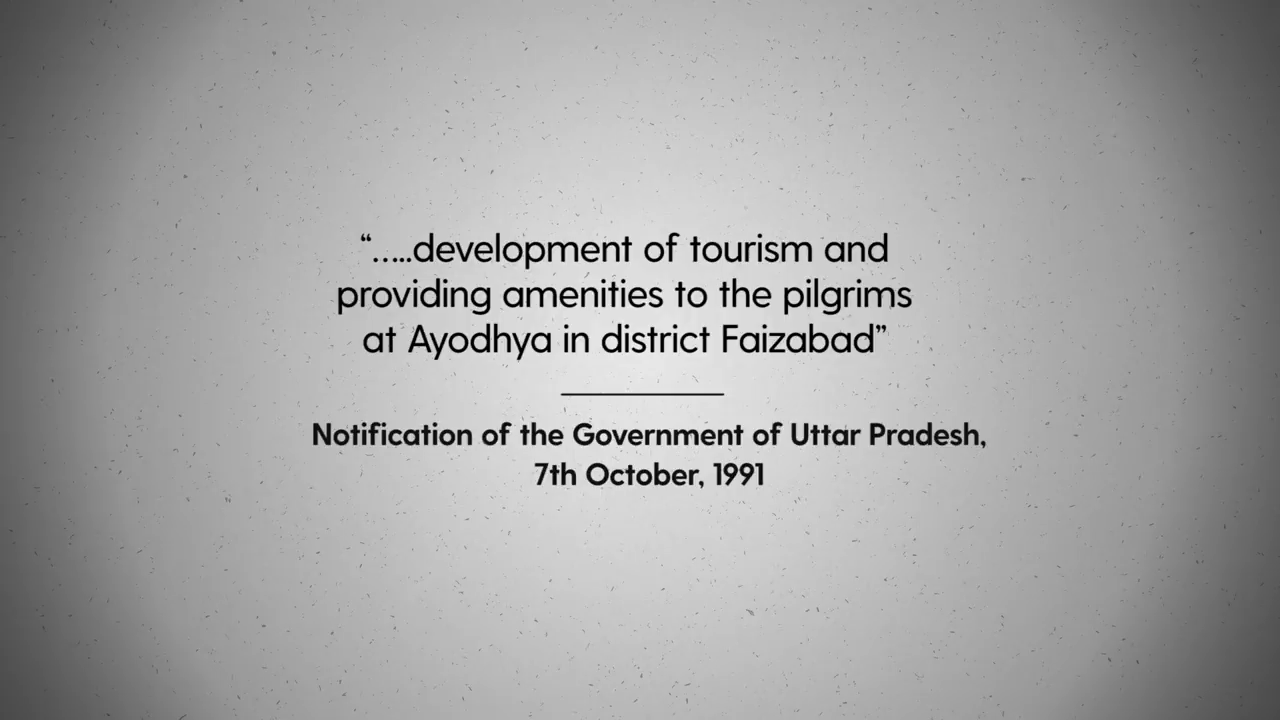 “.....development of tourism and
providing amenities to the pilgrims
at Ayodhya in district Faizabad”
Notification of the Government of Uttar Pradesh,
7th October, 1991